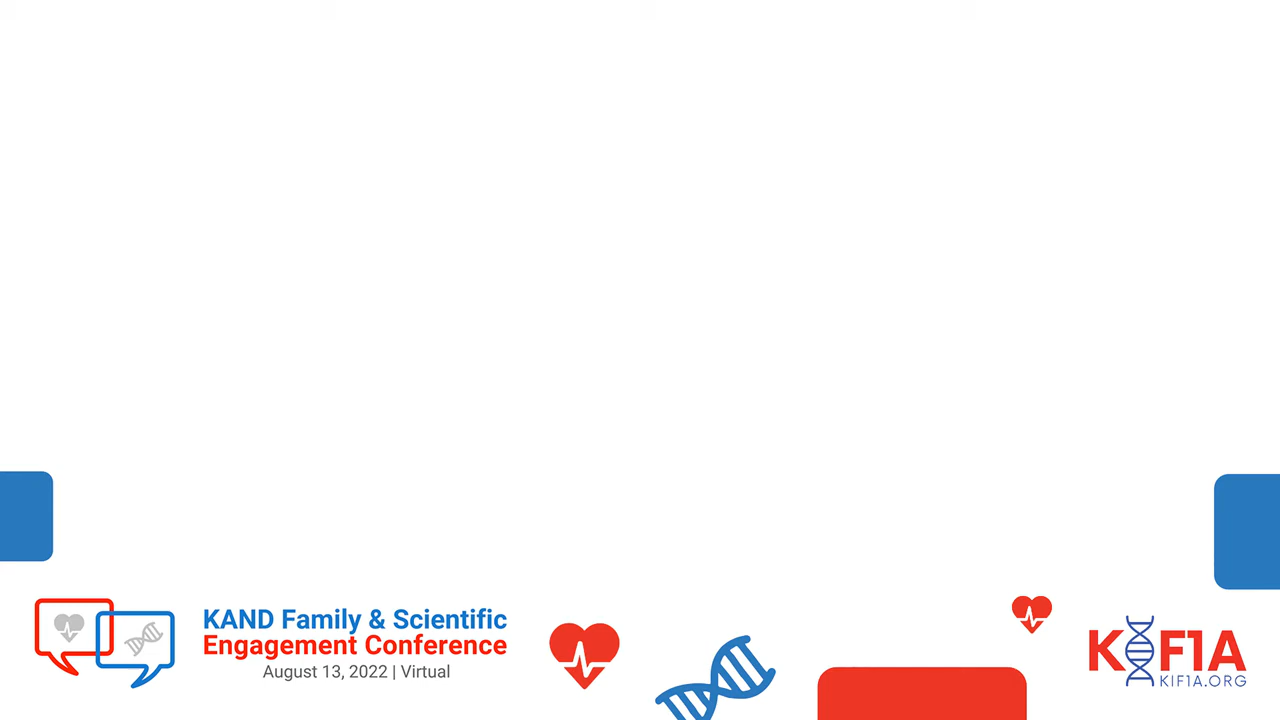 KAND Family & Scientific
Engagement Conference
August 13, 2022 | Virtual
KIF1A
KIF1A.ORG